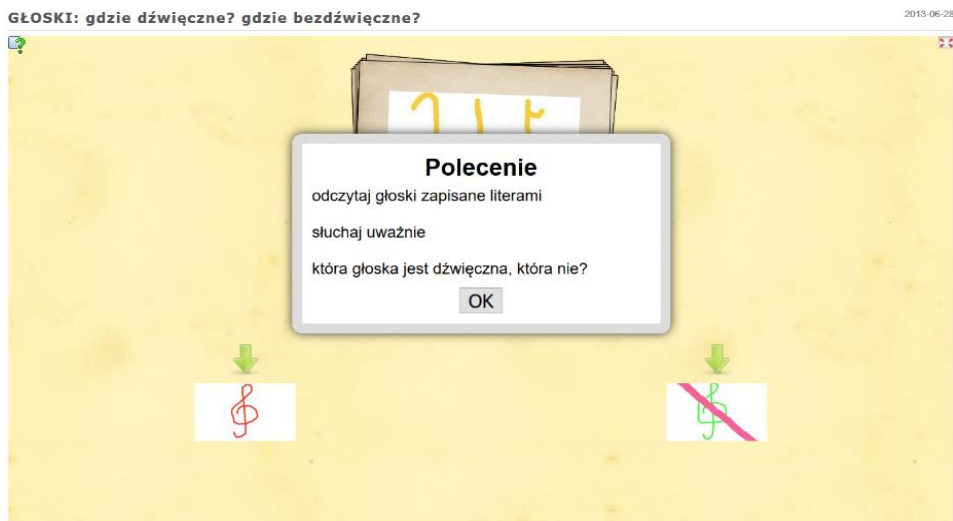 GŁOSKI: gdzie dźwięczne? gdzie bezdźwięczne?
2013-06-28
Polecenie
odczytaj głoski zapisane literami
słuchaj uważnie
która głoska jest dźwięczna, która nie?
OK